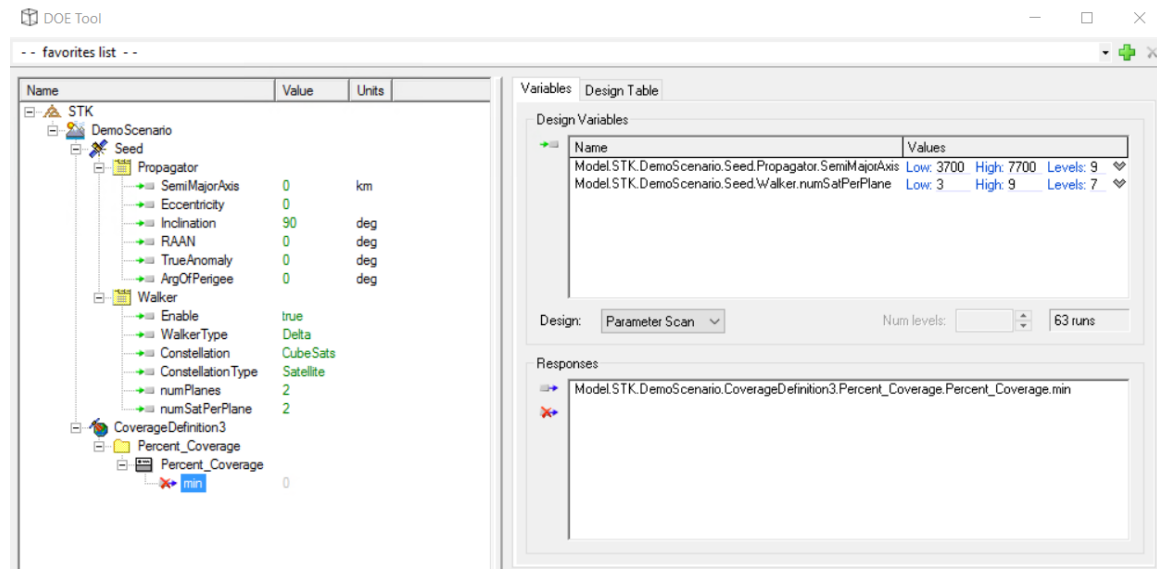 DOE Tool
- - favorites list - -
Name Value Units
STK
DemoScenario
Seed
Propagator
SemiMajorAxis 0 km
Eccentricity 0
Inclination 90 deg
RAAN 0 deg
TrueAnomaly 0 deg
ArgOfPerigee 0 deg
Walker
Enable true
WalkerType Delta
Constellation CubeSats
ConstellationType Satellite
numPlanes 2
numSatPerPlane 2
CoverageDefinition3
Percent_Coverage
Percent_Coverage
min 0
Variables Design Table
Design Variables
Name Values
Model.STK.DemoScenario.Seed.Propagator.SemiMajorAxis Low: 3700 High: 7700 Levels: 9
Model.STK.DemoScenario.Seed.Walker.numSatPerPlane Low: 3 High: 9 Levels: 7
Design: Parameter Scan Num levels: 63 runs
Responses
Model.STK.DemoScenario.CoverageDefinition3.Percent_Coverage.Percent_Coverage.min